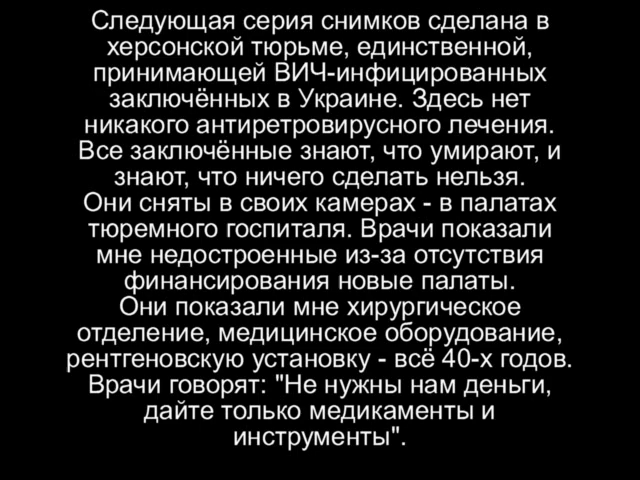 Следующая серия снимков сделана в
херсонской тюрьме, единственной,
принимающей ВИЧ-инфицированных
заключённых в Украине. Здесь нет
никакого антиретровирусного лечения.
Все заключённые знают, что умирают, и
знают, что ничего сделать нельзя.
Они сняты в своих камерах - в палатах
тюремного госпиталя. Врачи показали
мне недостроенные из-за отсутствия
финансирования новые палаты.
Они показали мне хирургическое
отделение, медицинское оборудование,
рентгеновскую установку - всё 40-х годов.
Врачи говорят: "Не нужны нам деньги,
дайте только медикаменты и
инструменты".